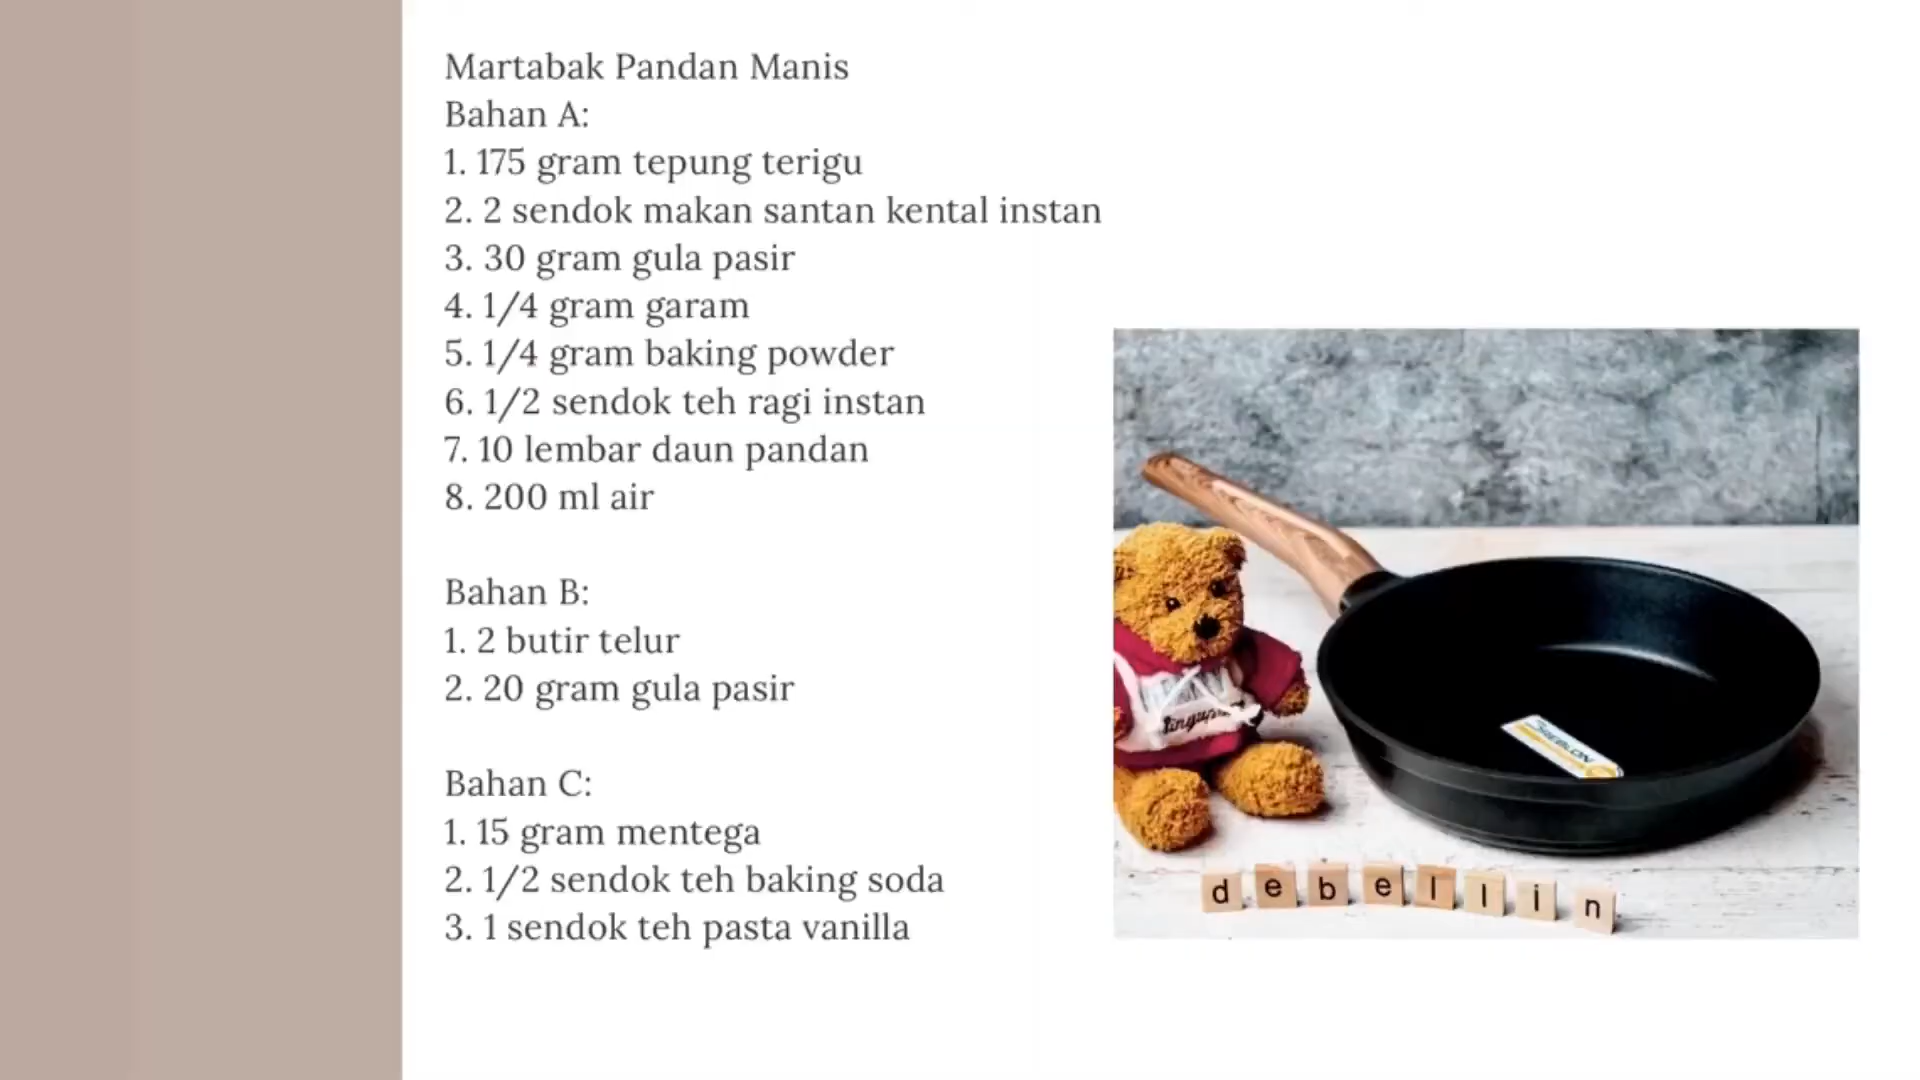 Martabak Pandan Manis
Bahan A:
1. 175 gram tepung terigu
2. 2 sendok makan santan kental instan
3. 30 gram gula pasir
4. 1/4 gram garam
5. 1/4 gram baking powder
6. 1/2 sendok teh ragi instan
7. 10 lembar daun pandan
8. 200 ml air
Bahan B:
1. 2 butir telur
2. 20 gram gula pasir
Bahan C:
1. 15 gram mentega
2. 1/2 sendok teh baking soda
3. 1 sendok teh pasta vanilla
debellin